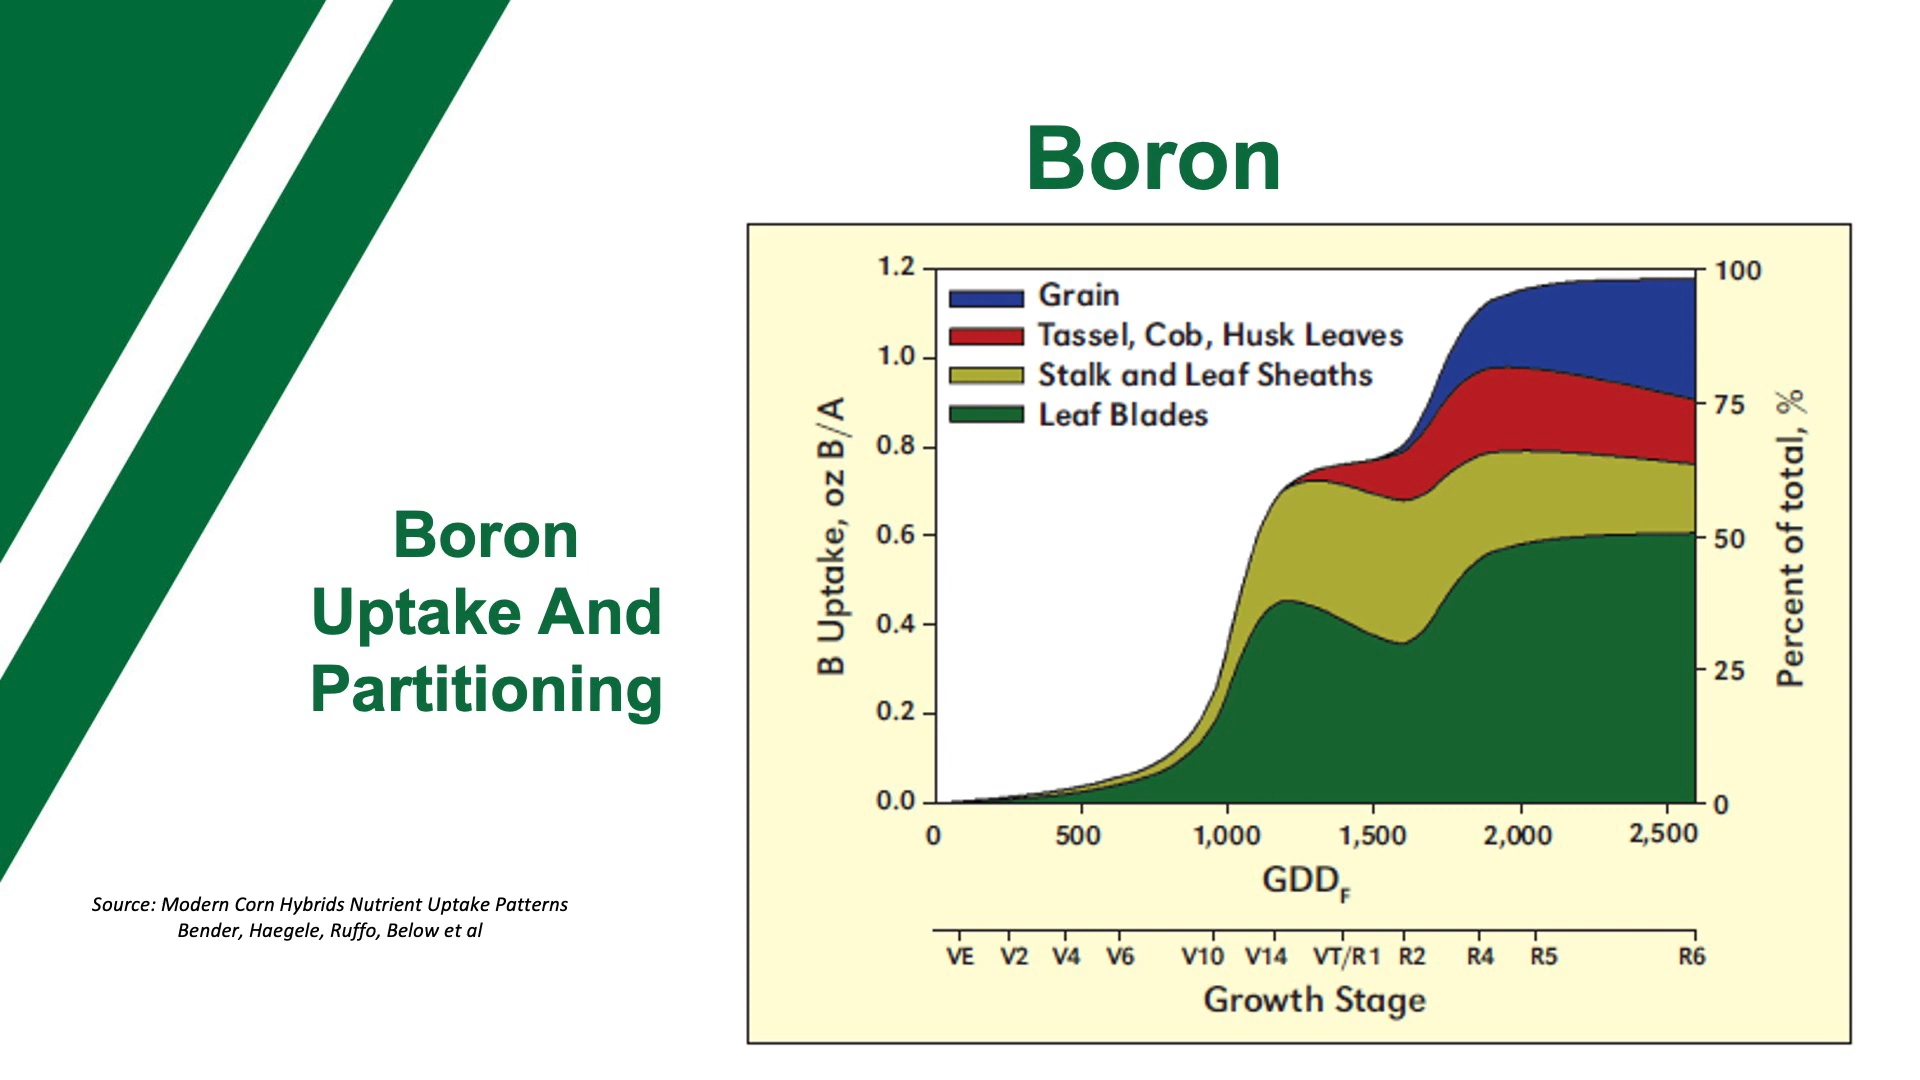 Boron
Boron
Uptake And
Partitioning
Source: Modern Corn Hybrids Nutrient Uptake Patterns
Bender, Haegele, Ruffo, Below et al
B Uptake, oz B/A
1.2
1.0
0.8
0.6
0.4
0.2
0.0
Grain
Tassel, Cob, Husk Leaves
Stalk and Leaf Sheaths
Leaf Blades
100
75
50
25
0
Percent of total, %
0 500 1,000 1,500 2,000 2,500
GDDF
VE V2 V4 V6 V10 V14 VT/R1 R2 R4 R5 R6
Growth Stage